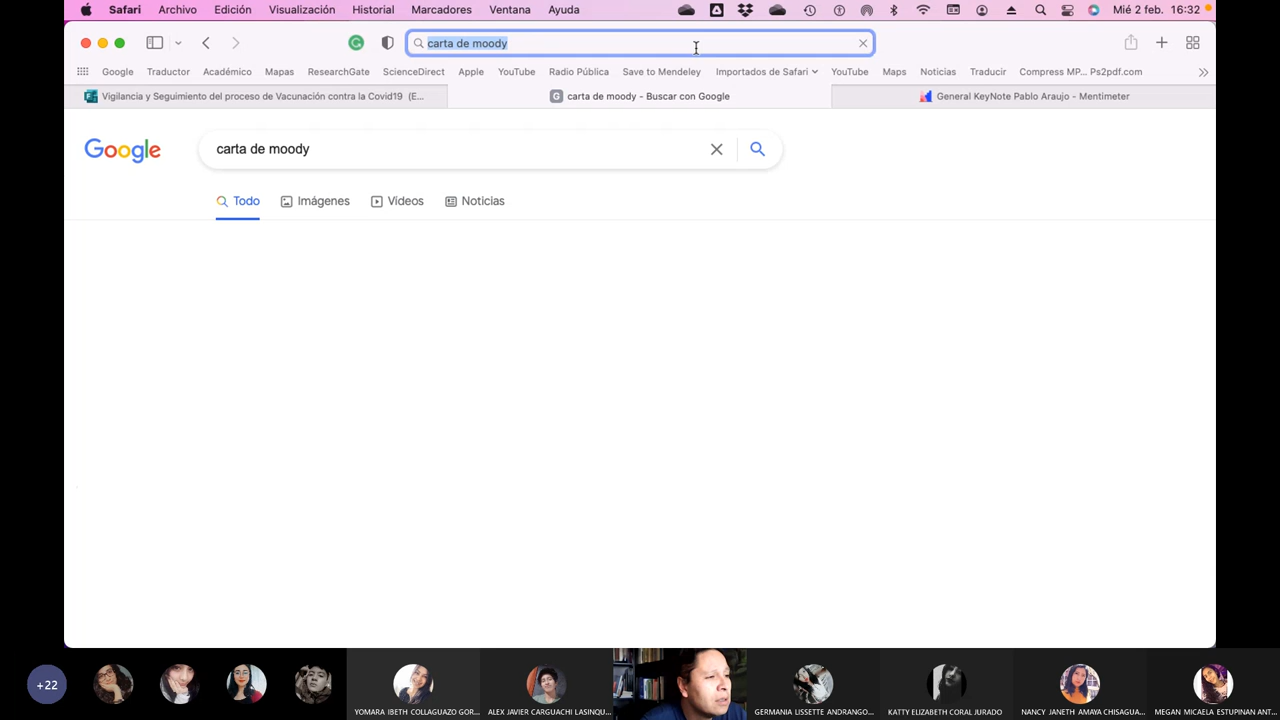 Safari Archivo Edición Visualización Historial Marcadores Ventana Ayuda Mié 2 feb. 16:32
carta de moody
Google Traductor Académico Mapas ResearchGate ScienceDirect Apple YouTube Radio Pública Save to Mendeley Importados de Safari YouTube Maps Noticias Traducir Compress MP... Ps2pdf.com
Vigilancia y Seguimiento del proceso de Vacunación contra la Covid19 (E... carta de moody - Buscar con Google General KeyNote Pablo Araujo - Mentimeter
Google carta de moody
Todo Imágenes Videos Noticias
+22
YOMARA IBETH COLLAGUAZO GOR... ALEX JAVIER CARGUACHI LASINQU... GERMANIA LISSETTE ANDRANGO... KATTY ELIZABETH CORAL JURADO NANCY JANETH AMAYA CHISAGUA... MEGAN MICAELA ESTUPINAN ANT...